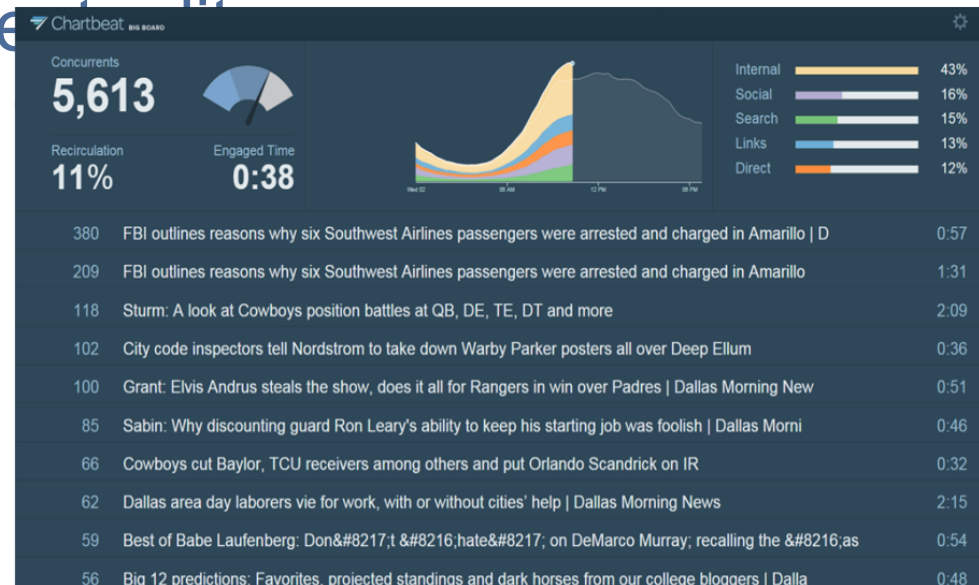 Chartbeat BIG BOARD
Concurrents
5,613
Recirculation
11%
Engaged Time
0:38
Wed 02
06 AM
12 PM
06 PM
Internal 43%
Social 16%
Search 15%
Links 13%
Direct 12%
380 FBI outlines reasons why six Southwest Airlines passengers were arrested and charged in Amarillo | D 0:57
209 FBI outlines reasons why six Southwest Airlines passengers were arrested and charged in Amarillo 1:31
118 Sturm: A look at Cowboys position battles at QB, DE, TE, DT and more 2:09
102 City code inspectors tell Nordstrom to take down Warby Parker posters all over Deep Ellum 0:36
100 Grant: Elvis Andrus steals the show, does it all for Rangers in win over Padres | Dallas Morning New 0:51
85 Sabin: Why discounting guard Ron Leary's ability to keep his starting job was foolish | Dallas Morni 0:46
66 Cowboys cut Baylor, TCU receivers among others and put Orlando Scandrick on IR 0:32
62 Dallas area day laborers vie for work, with or without cities' help | Dallas Morning News 2:15
59 Best of Babe Laufenberg: Don&#8217;t &#8216;hate&#8217; on DeMarco Murray; recalling the &#8216;as 0:54
56 Big 12 predictions: Favorites, projected standings and dark horses from our college bloggers | Dalla 0:48